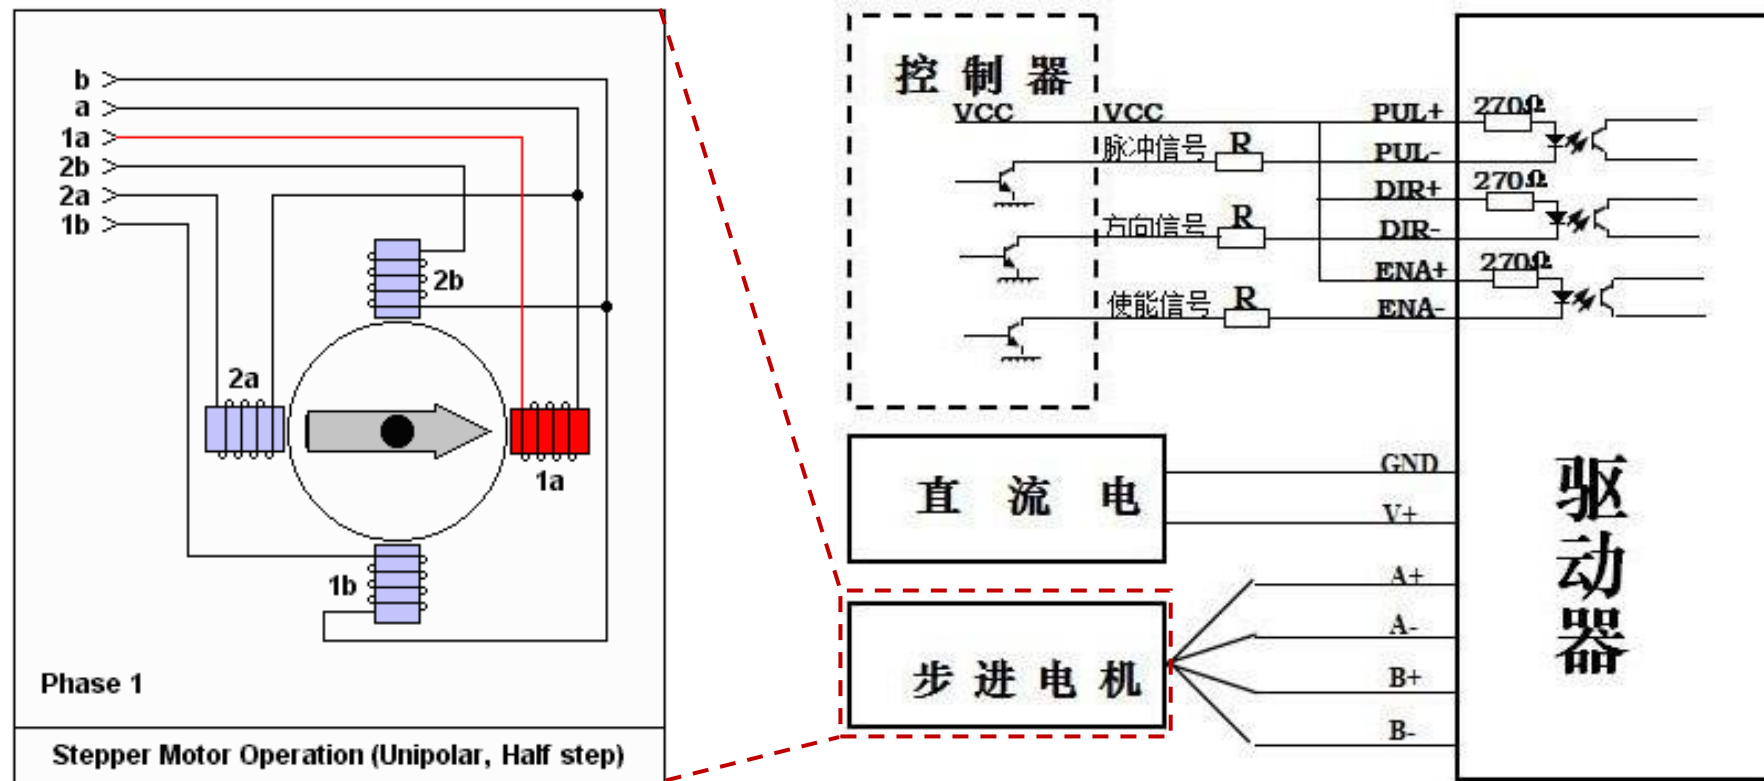 b
a
1a
2b
2a
1b
2b
2a
1a
1b
Phase 1
Stepper Motor Operation (Unipolar, Half step)
控制器
VCC VCC PUL+ 270Ω
脉冲信号 R PUL-
DIR+ 270Ω
方向信号 R DIR-
ENA+ 270Ω
使能信号 R ENA-
直流电 GND
V+
驱动器
步进电机 A+
A-
B+
B-